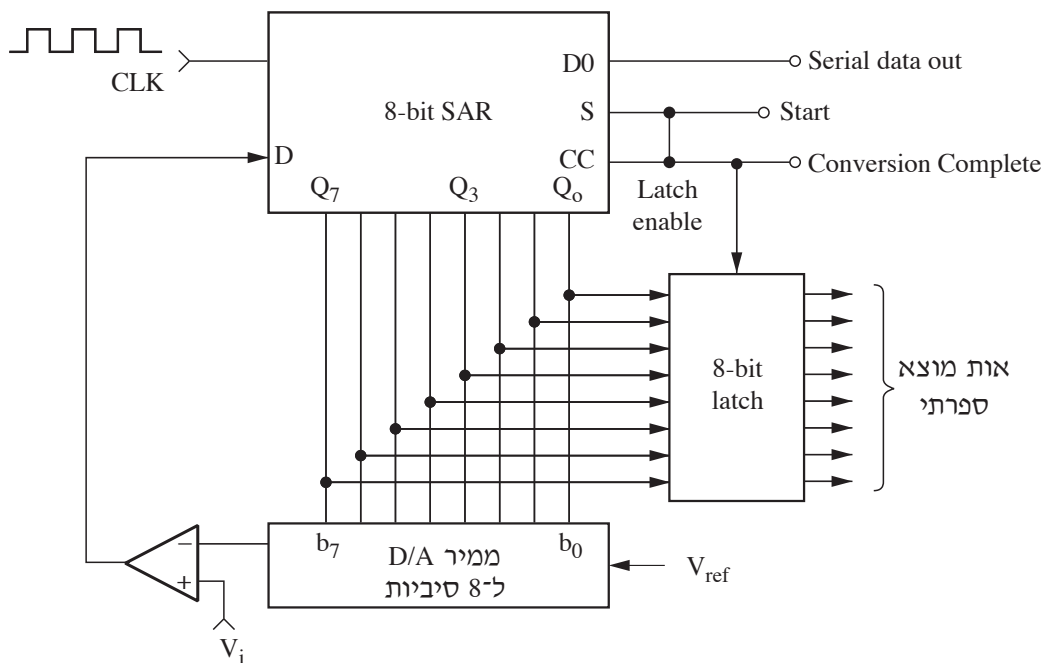 CLK
D0
Serial data out
8-bit SAR
S
Start
D
CC
Conversion Complete
Q7
Q3
Qo
Latch
enable
8-bit
latch
אות מוצא
ספרתי
b7
b0
ממיר D/A
ל־8 סיביות
Vref
−
+
Vi